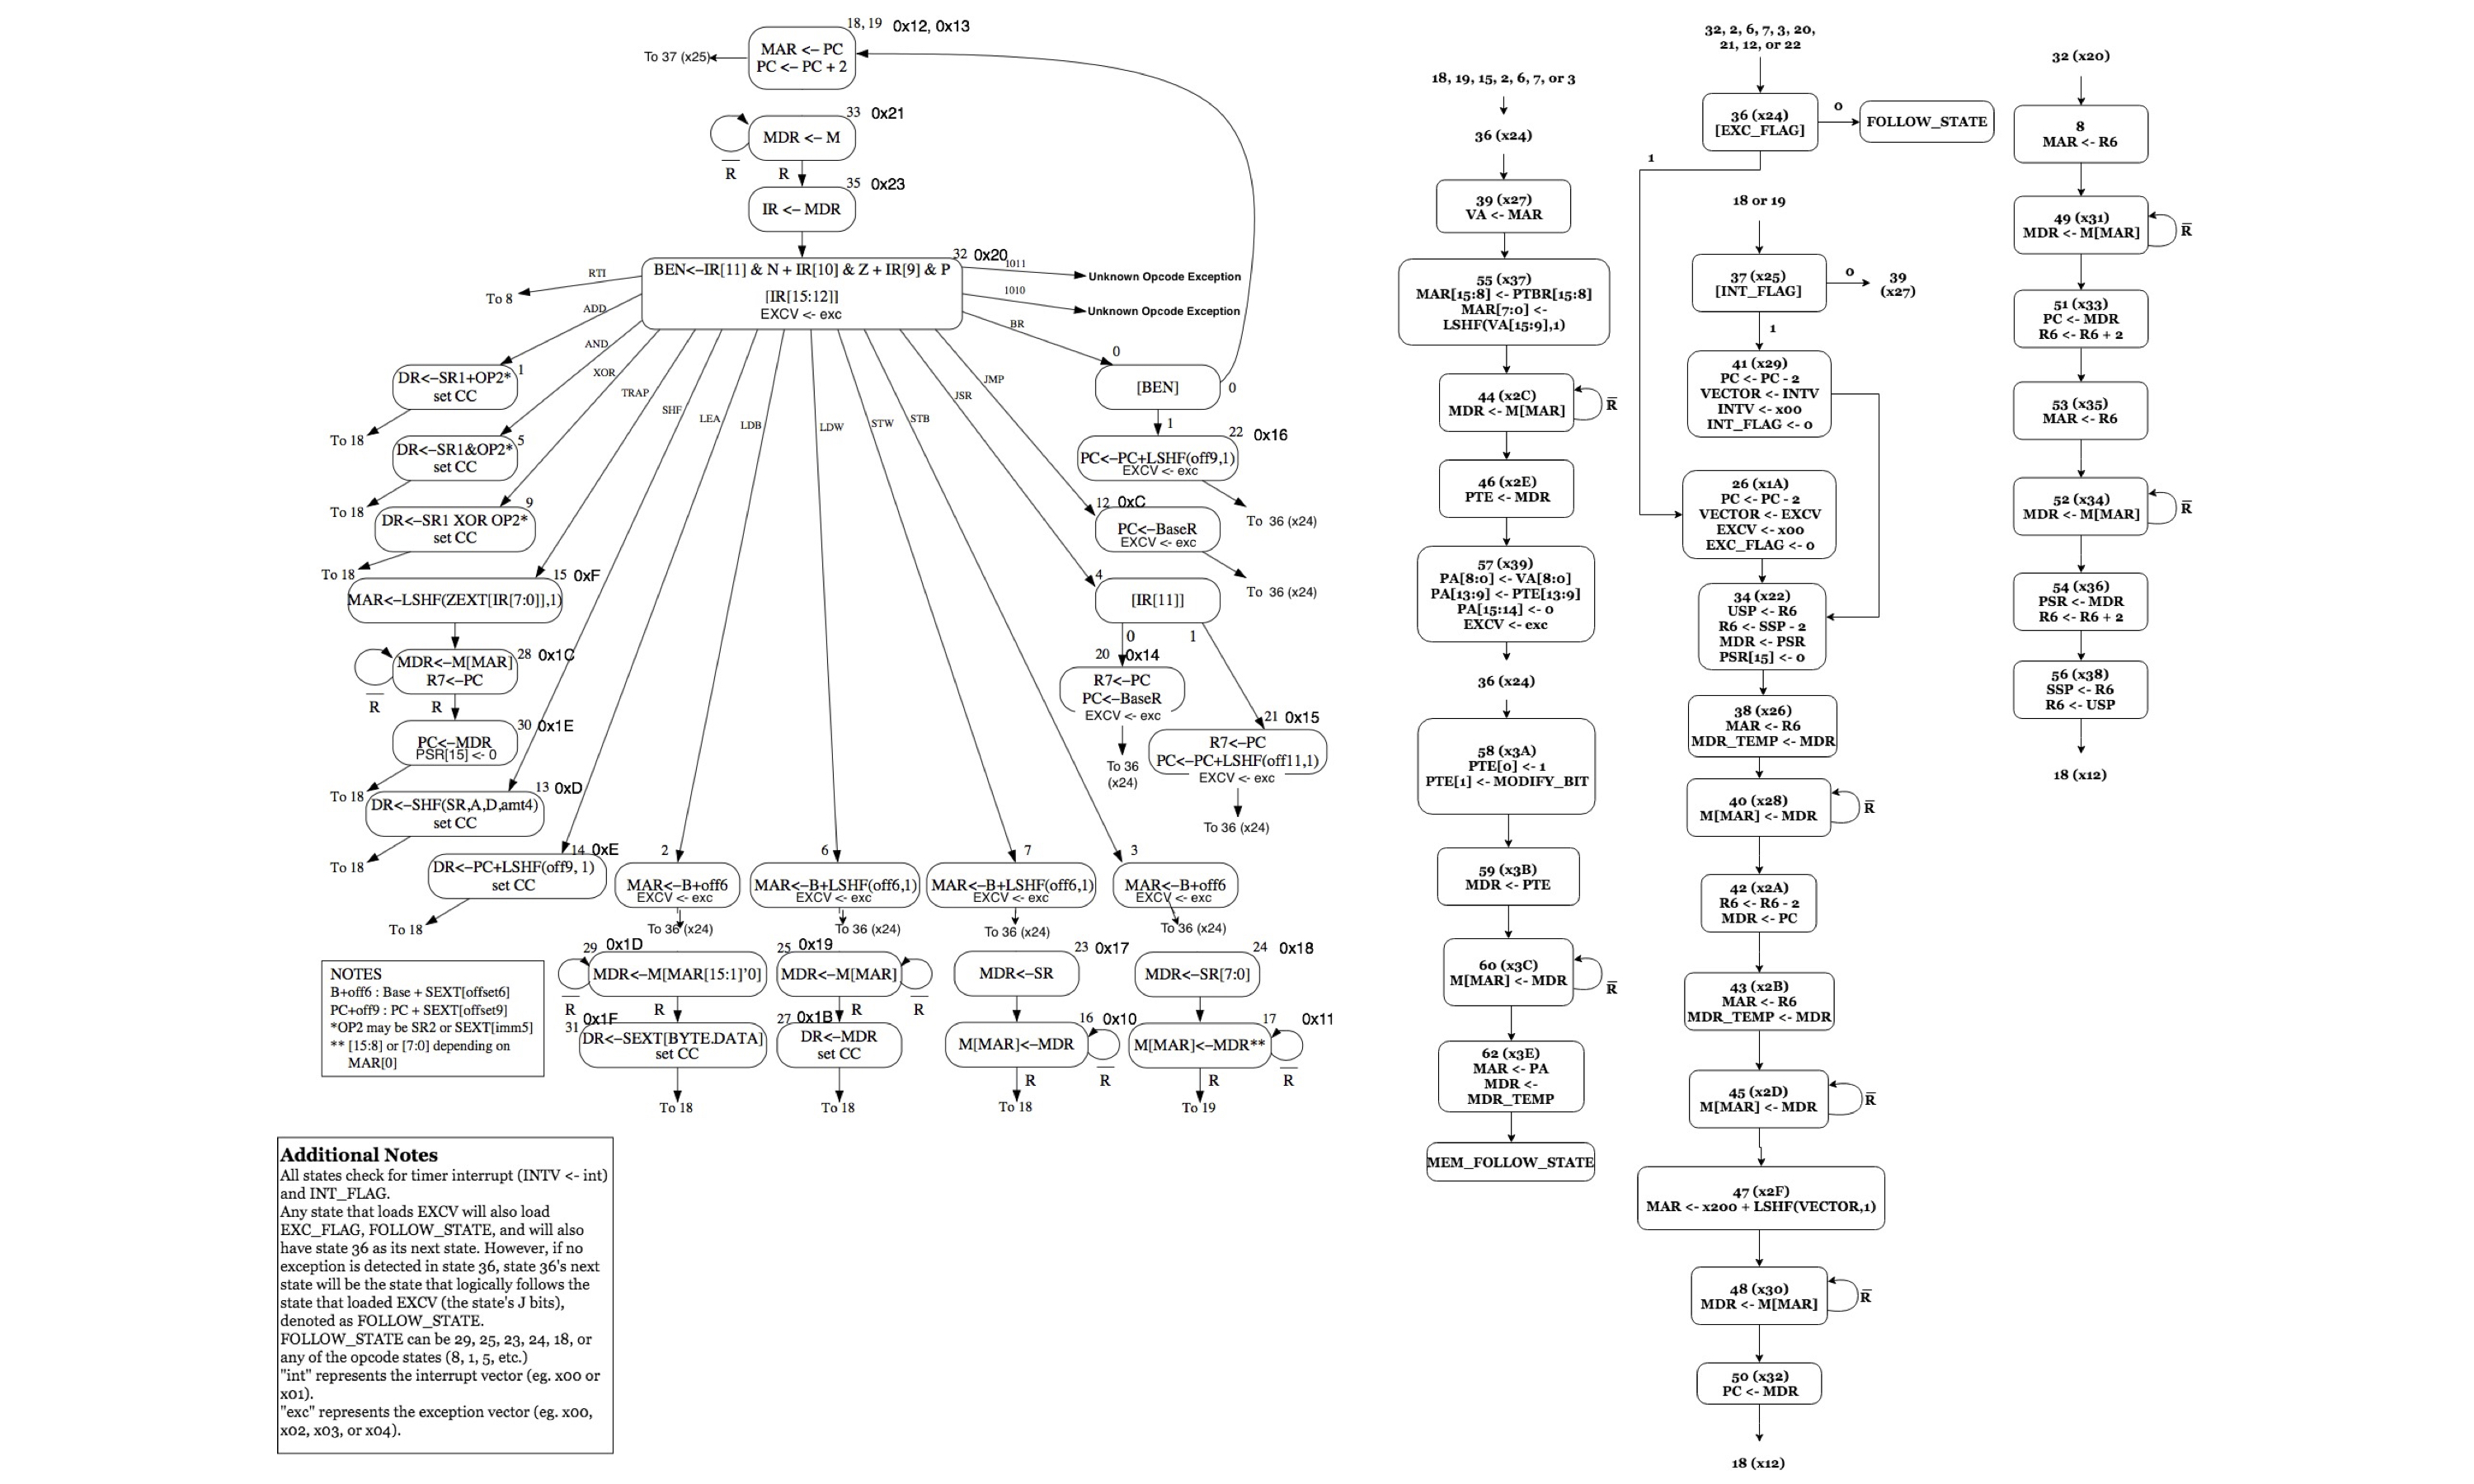 18, 19 0x12, 0x13
MAR <- PC
PC <- PC + 2
To 37 (x25)
33 0x21
MDR <- M
R
R
35 0x23
IR <- MDR
32 0x20
BEN<-IR[11] & N + IR[10] & Z + IR[9] & P
[IR[15:12]]
EXCV <- exc
1011
Unknown Opcode Exception
1010
Unknown Opcode Exception
RTI
To 8
ADD
AND
XOR
TRAP
SHF
LEA
LDB
LDW
STW
STB
JSR
JMP
BR
1
DR<-SR1+OP2*
set CC
To 18
5
DR<-SR1&OP2*
set CC
To 18
9
DR<-SR1 XOR OP2*
set CC
To 18
15 0xF
MAR<-LSHF(ZEXT[IR[7:0]],1)
28 0x1C
MDR<-M[MAR]
R7<-PC
R
R
30 0x1E
PC<-MDR
PSR[15] <- 0
To 18
13 0xD
DR<-SHF(SR,A,D,amt4)
set CC
To 18
14 0xE
DR<-PC+LSHF(off9, 1)
set CC
To 18
0
[BEN]
0
1
22 0x16
PC<-PC+LSHF(off9,1)
EXCV <- exc
To 36 (x24)
12 0xC
PC<-BaseR
EXCV <- exc
To 36 (x24)
4
[IR[11]]
0
1
20 0x14
R7<-PC
PC<-BaseR
EXCV <- exc
To 36
(x24)
21 0x15
R7<-PC
PC<-PC+LSHF(off11,1)
EXCV <- exc
To 36 (x24)
2
MAR<-B+off6
EXCV <- exc
To 36 (x24)
6
MAR<-B+LSHF(off6,1)
EXCV <- exc
To 36 (x24)
7
MAR<-B+LSHF(off6,1)
EXCV <- exc
To 36 (x24)
3
MAR<-B+off6
EXCV <- exc
To 36 (x24)
29 0x1D
MDR<-M[MAR[15:1]'0]
R
R
31 0x1F
DR<-SEXT[BYTE.DATA]
set CC
To 18
25 0x19
MDR<-M[MAR]
R
R
27 0x1B
DR<-MDR
set CC
To 18
23 0x17
MDR<-SR
16 0x10
M[MAR]<-MDR
R
R
To 18
24 0x18
MDR<-SR[7:0]
17 0x11
M[MAR]<-MDR**
R
R
To 19
NOTES
B+off6 : Base + SEXT[offset6]
PC+off9 : PC + SEXT[offset9]
*OP2 may be SR2 or SEXT[imm5]
** [15:8] or [7:0] depending on
MAR[0]
Additional Notes
All states check for timer interrupt (INTV <- int)
and INT_FLAG.
Any state that loads EXCV will also load
EXC_FLAG, FOLLOW_STATE, and will also
have state 36 as its next state. However, if no
exception is detected in state 36, state 36's next
state will be the state that logically follows the
state that loaded EXCV (the state's J bits),
denoted as FOLLOW_STATE.
FOLLOW_STATE can be 29, 25, 23, 24, 18, or
any of the opcode states (8, 1, 5, etc.)
"int" represents the interrupt vector (eg. x00 or
x01).
"exc" represents the exception vector (eg. x00,
x02, x03, or x04).
18, 19, 15, 2, 6, 7, or 3
36 (x24)
39 (x27)
VA <- MAR
55 (x37)
MAR[15:8] <- PTBR[15:8]
MAR[7:0] <-
LSHF(VA[15:9],1)
44 (x2C)
MDR <- M[MAR]
R
46 (x2E)
PTE <- MDR
57 (x39)
PA[8:0] <- VA[8:0]
PA[13:9] <- PTE[13:9]
PA[15:14] <- 0
EXCV <- exc
36 (x24)
58 (x3A)
PTE[0] <- 1
PTE[1] <- MODIFY_BIT
59 (x3B)
MDR <- PTE
60 (x3C)
M[MAR] <- MDR
R
62 (x3E)
MAR <- PA
MDR <-
MDR_TEMP
MEM_FOLLOW_STATE
32, 2, 6, 7, 3, 20,
21, 12, or 22
36 (x24)
[EXC_FLAG]
0
FOLLOW_STATE
1
18 or 19
37 (x25)
[INT_FLAG]
0
39
(x27)
1
41 (x29)
PC <- PC - 2
VECTOR <- INTV
INTV <- x00
INT_FLAG <- 0
26 (x1A)
PC <- PC - 2
VECTOR <- EXCV
EXCV <- x00
EXC_FLAG <- 0
34 (x22)
USP <- R6
R6 <- SSP - 2
MDR <- PSR
PSR[15] <- 0
38 (x26)
MAR <- R6
MDR_TEMP <- MDR
40 (x28)
M[MAR] <- MDR
R
42 (x2A)
R6 <- R6 - 2
MDR <- PC
43 (x2B)
MAR <- R6
MDR_TEMP <- MDR
45 (x2D)
M[MAR] <- MDR
R
47 (x2F)
MAR <- x200 + LSHF(VECTOR,1)
48 (x30)
MDR <- M[MAR]
R
50 (x32)
PC <- MDR
18 (x12)
32 (x20)
8
MAR <- R6
49 (x31)
MDR <- M[MAR]
R
51 (x33)
PC <- MDR
R6 <- R6 + 2
53 (x35)
MAR <- R6
52 (x34)
MDR <- M[MAR]
R
54 (x36)
PSR <- MDR
R6 <- R6 + 2
56 (x38)
SSP <- R6
R6 <- USP
18 (x12)